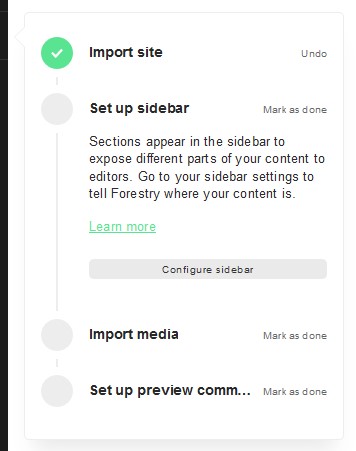 Import site
Undo
Set up sidebar
Mark as done
Sections appear in the sidebar to
expose different parts of your content to
editors. Go to your sidebar settings to
tell Forestry where your content is.
Learn more
Configure sidebar
Import media
Mark as done
Set up preview comm...
Mark as done